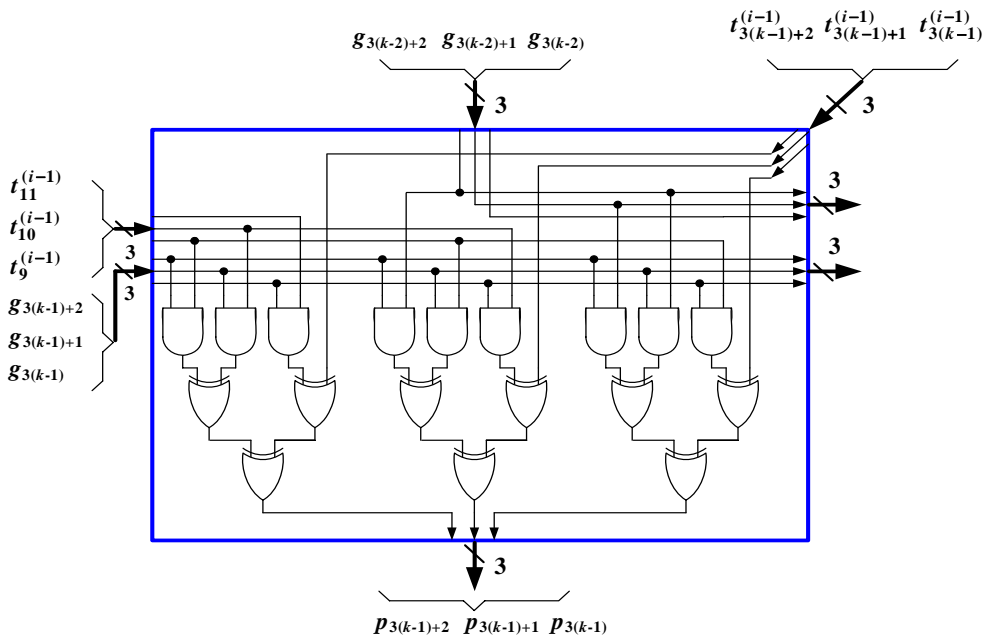 g3(k-2)+2 g3(k-2)+1 g3(k-2)
t(i−1)3(k−1)+2 t(i−1)3(k−1)+1 t(i−1)3(k−1)
3
3
t(i−1)11
t(i−1)10
t(i−1)9
3
3
3
3
g3(k-1)+2
g3(k-1)+1
g3(k-1)
3
p3(k-1)+2 p3(k-1)+1 p3(k-1)